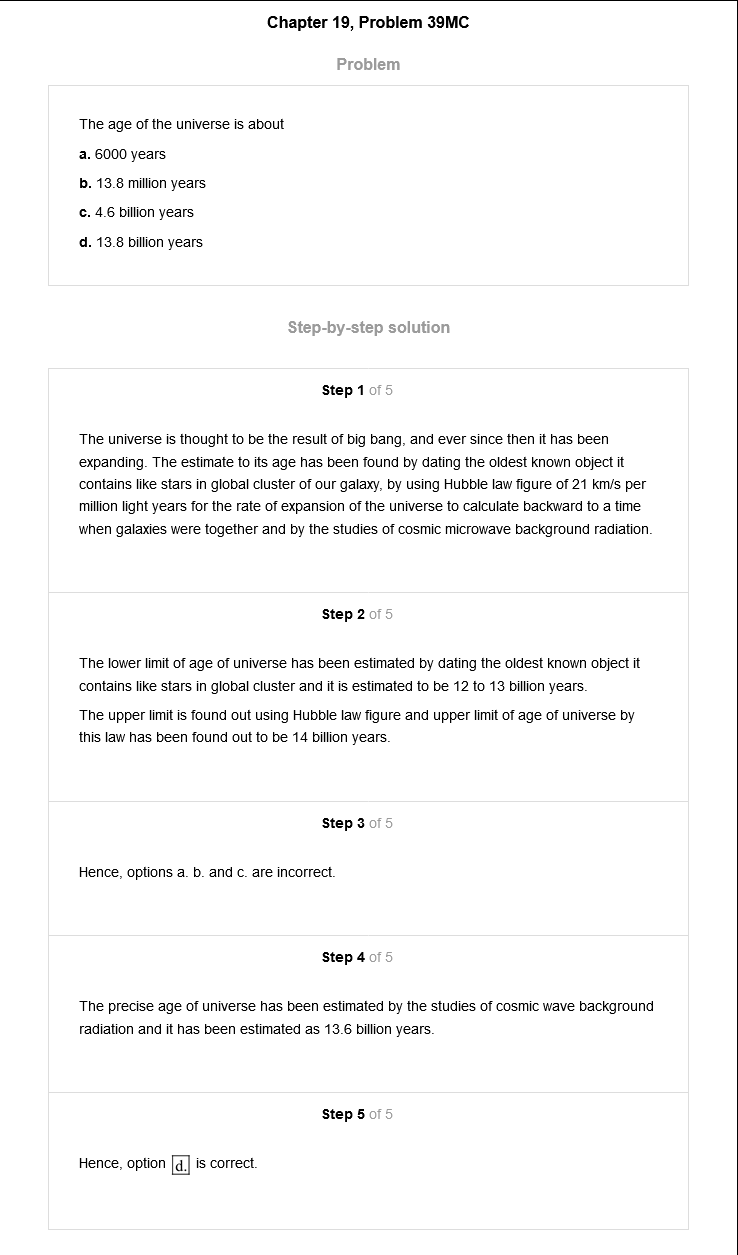 Chapter 19, Problem 39MC
Problem
The age of the universe is about
a. 6000 years
b. 13.8 million years
c. 4.6 billion years
d. 13.8 billion years
Step-by-step solution
Step 1 of 5
The universe is thought to be the result of big bang, and ever since then it has been
expanding. The estimate to its age has been found by dating the oldest known object it
contains like stars in global cluster of our galaxy, by using Hubble law figure of 21 km/s per
million light years for the rate of expansion of the universe to calculate backward to a time
when galaxies were together and by the studies of cosmic microwave background radiation.
Step 2 of 5
The lower limit of age of universe has been estimated by dating the oldest known object it
contains like stars in global cluster and it is estimated to be 12 to 13 billion years.
The upper limit is found out using Hubble law figure and upper limit of age of universe by
this law has been found out to be 14 billion years.
Step 3 of 5
Hence, options a. b. and c. are incorrect.
Step 4 of 5
The precise age of universe has been estimated by the studies of cosmic wave background
radiation and it has been estimated as 13.6 billion years.
Step 5 of 5
Hence, option d. is correct.